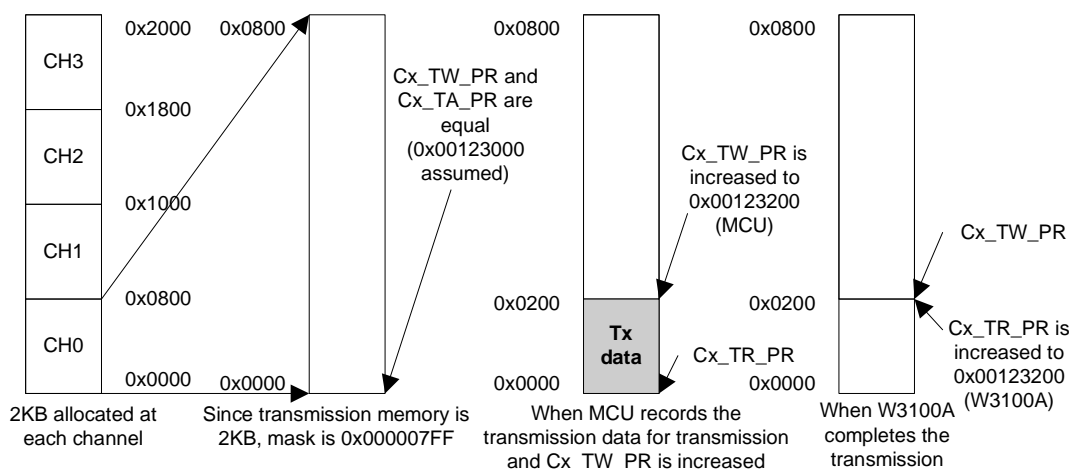 0x2000
CH3
0x1800
CH2
0x1000
CH1
0x0800
CH0
0x0000
2KB allocated at
each channel
0x0800
Cx_TW_PR and
Cx_TA_PR are
equal
(0x00123000
assumed)
0x0000
Since transmission memory is
2KB, mask is 0x000007FF
0x0800
Cx_TW_PR is
increased to
0x00123200
(MCU)
0x0200
Tx
data
Cx_TR_PR
0x0000
When MCU records the
transmission data for transmission
and Cx_TW_PR is increased
0x0800
Cx_TW_PR
0x0200
Cx_TR_PR is
increased to
0x00123200
(W3100A)
0x0000
When W3100A
completes the
transmission